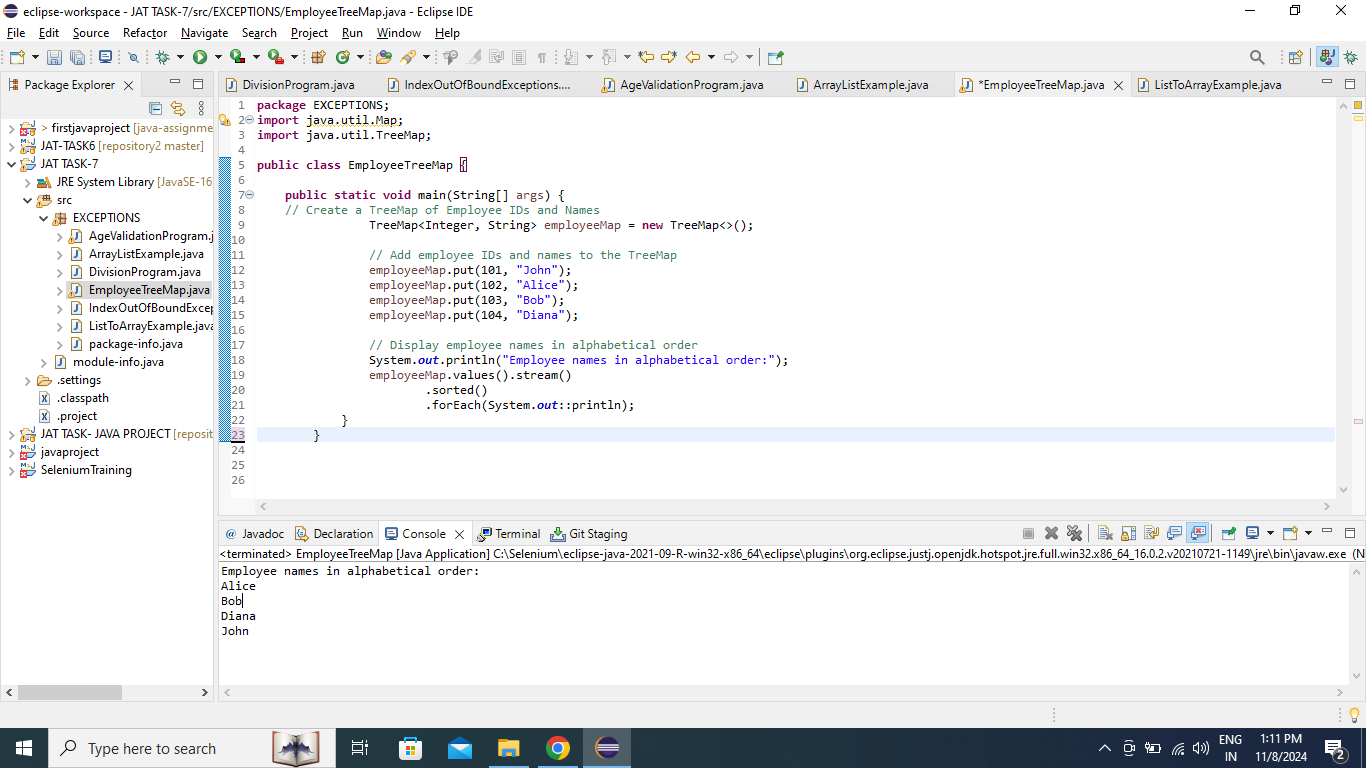 eclipse-workspace - JAT TASK-7/src/EXCEPTIONS/EmployeeTreeMap.java - Eclipse IDE
File Edit Source Refactor Navigate Search Project Run Window Help
Package Explorer
> firstjavaproject [java-assignme
JAT-TASK6 [repository2 master]
JAT TASK-7
JRE System Library [JavaSE-16
src
EXCEPTIONS
AgeValidationProgram.j
ArrayListExample.java
DivisionProgram.java
EmployeeTreeMap.java
IndexOutOfBoundExcep
ListToArrayExample.java
package-info.java
module-info.java
.settings
.classpath
.project
JAT TASK- JAVA PROJECT [reposit
javaproject
SeleniumTraining
DivisionProgram.java IndexOutOfBoundExceptions.... AgeValidationProgram.java ArrayListExample.java *EmployeeTreeMap.java ListToArrayExample.java
1 package EXCEPTIONS;
2 import java.util.Map;
3 import java.util.TreeMap;
4
5 public class EmployeeTreeMap {
6
7 public static void main(String[] args) {
8 // Create a TreeMap of Employee IDs and Names
9 TreeMap<Integer, String> employeeMap = new TreeMap<>();
10
11 // Add employee IDs and names to the TreeMap
12 employeeMap.put(101, "John");
13 employeeMap.put(102, "Alice");
14 employeeMap.put(103, "Bob");
15 employeeMap.put(104, "Diana");
16
17 // Display employee names in alphabetical order
18 System.out.println("Employee names in alphabetical order:");
19 employeeMap.values().stream()
20 .sorted()
21 .forEach(System.out::println);
22 }
23 }
24
25
26
Javadoc Declaration Console Terminal Git Staging
<terminated> EmployeeTreeMap [Java Application] C:\Selenium\eclipse-java-2021-09-R-win32-x86_64\eclipse\plugins\org.eclipse.justj.openjdk.hotspot.jre.full.win32.x86_64_16.0.2.v20210721-1149\jre\bin\javaw.exe (N
Employee names in alphabetical order:
Alice
Bob
Diana
John
Type here to search
ENG
IN
1:11 PM
11/8/2024
2